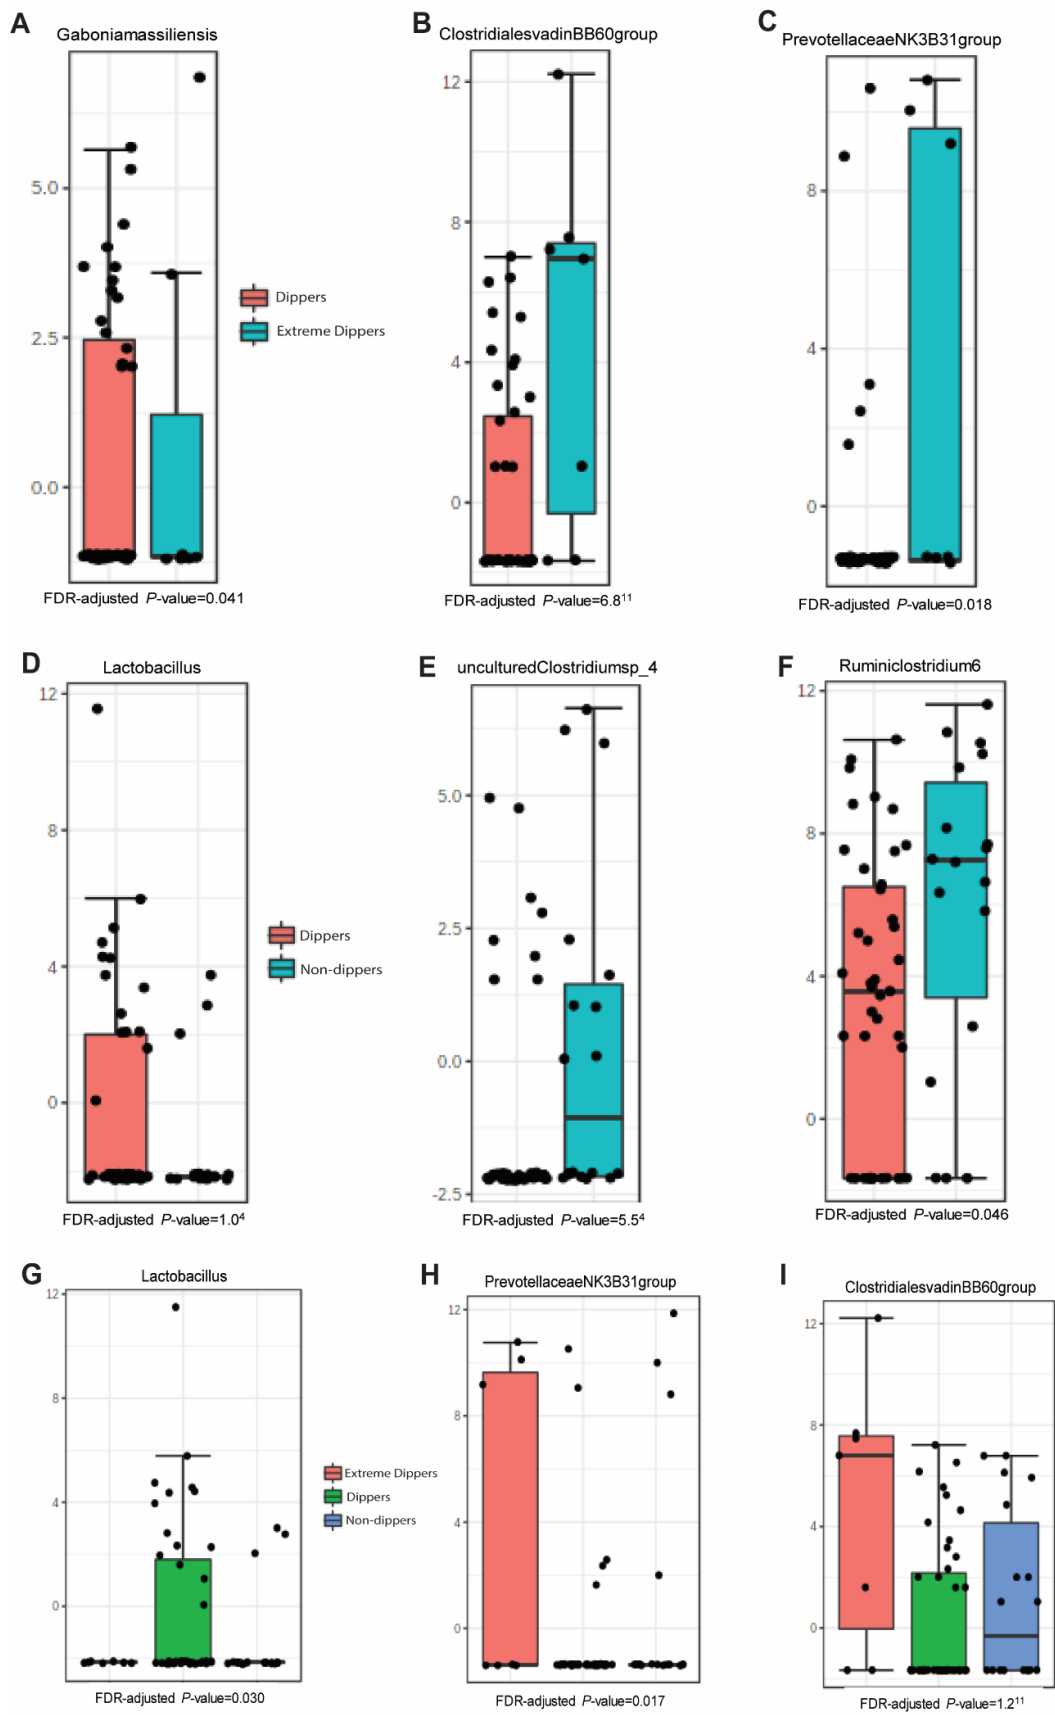 A
Gaboniamassiliensis
5.0
2.5
0.0
FDR-adjusted P-value=0.041
Dippers
Extreme Dippers
B
ClostridialesvadinBB60group
12
8
4
0
FDR-adjusted P-value=6.8¹¹
C
PrevotellaceaeNK3B31group
8
4
0
FDR-adjusted P-value=0.018
D
Lactobacillus
12
8
4
0
FDR-adjusted P-value=1.0⁴
Dippers
Non-dippers
E
unculturedClostridiumsp_4
5.0
2.5
0.0
-2.5
FDR-adjusted P-value=5.5⁴
F
Ruminiclostridium6
12
8
4
0
FDR-adjusted P-value=0.046
G
Lactobacillus
12
8
4
0
FDR-adjusted P-value=0.030
Extreme Dippers
Dippers
Non-dippers
H
PrevotellaceaeNK3B31group
12
8
4
0
FDR-adjusted P-value=0.017
I
ClostridialesvadinBB60group
12
8
4
0
FDR-adjusted P-value=1.2¹¹